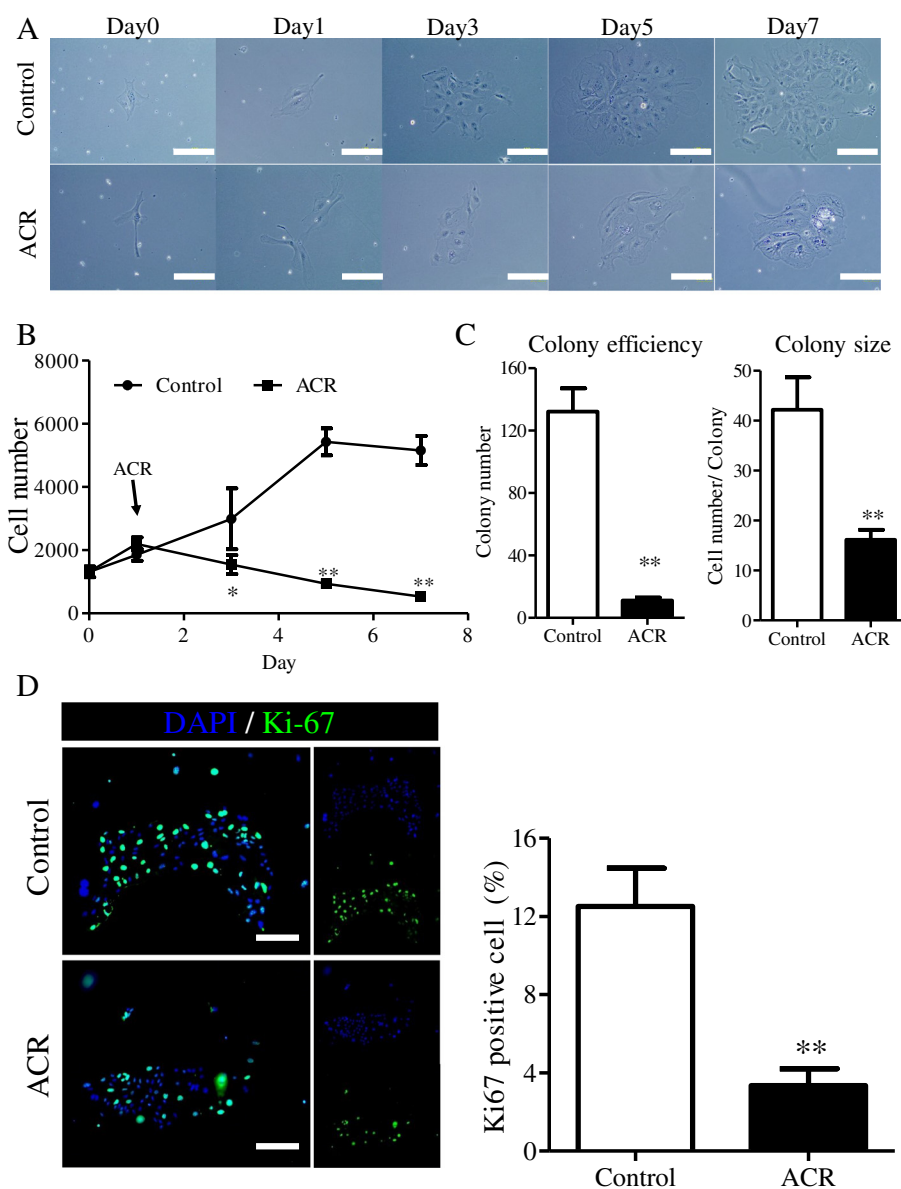 A
Day0 Day1 Day3 Day5 Day7
Control
ACR
B
8000
6000
4000
2000
0
Cell number
Control ACR
ACR
*
**
**
0 2 4 6 8
Day
C
Colony efficiency
160
120
80
40
0
Colony number
**
Control ACR
Colony size
50
40
30
20
10
0
Cell number/ Colony
**
Control ACR
D
DAPI / Ki-67
Control
ACR
16
12
8
4
0
Ki67 positive cell (%)
**
Control ACR